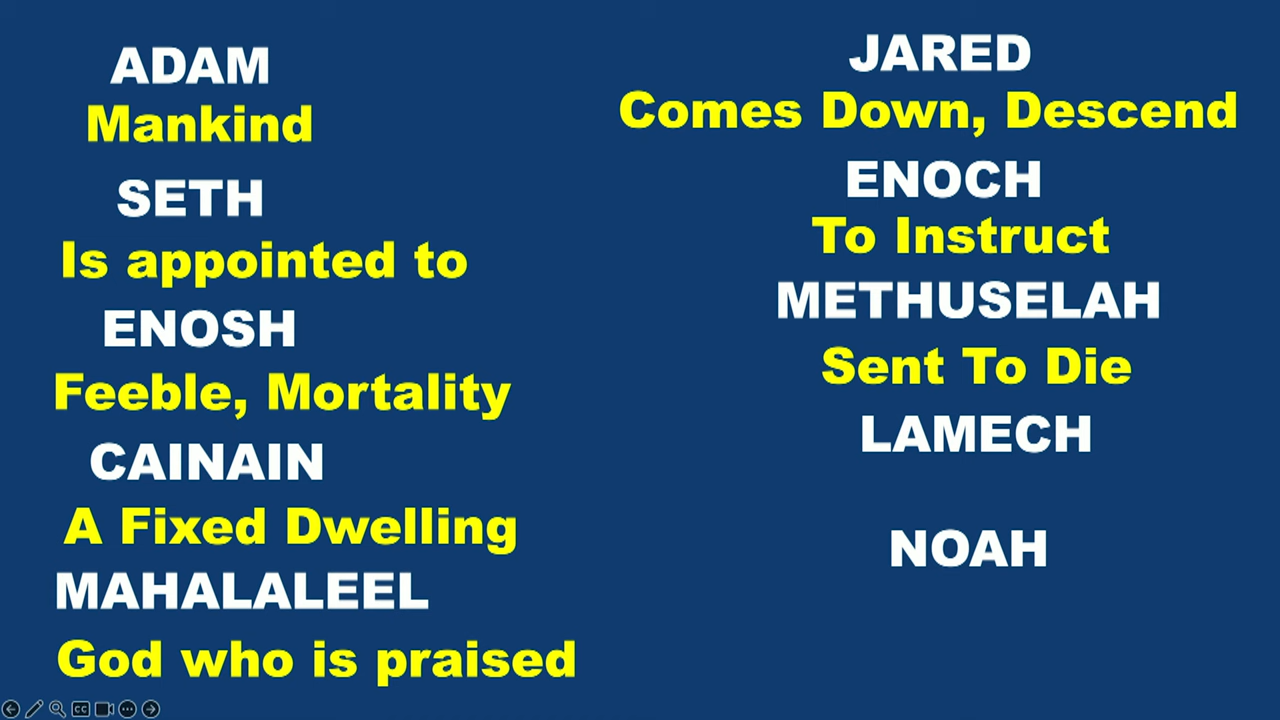 ADAM
Mankind
SETH
Is appointed to
ENOSH
Feeble, Mortality
CAINAIN
A Fixed Dwelling
MAHALALEEL
God who is praised
JARED
Comes Down, Descend
ENOCH
To Instruct
METHUSELAH
Sent To Die
LAMECH
NOAH
CC